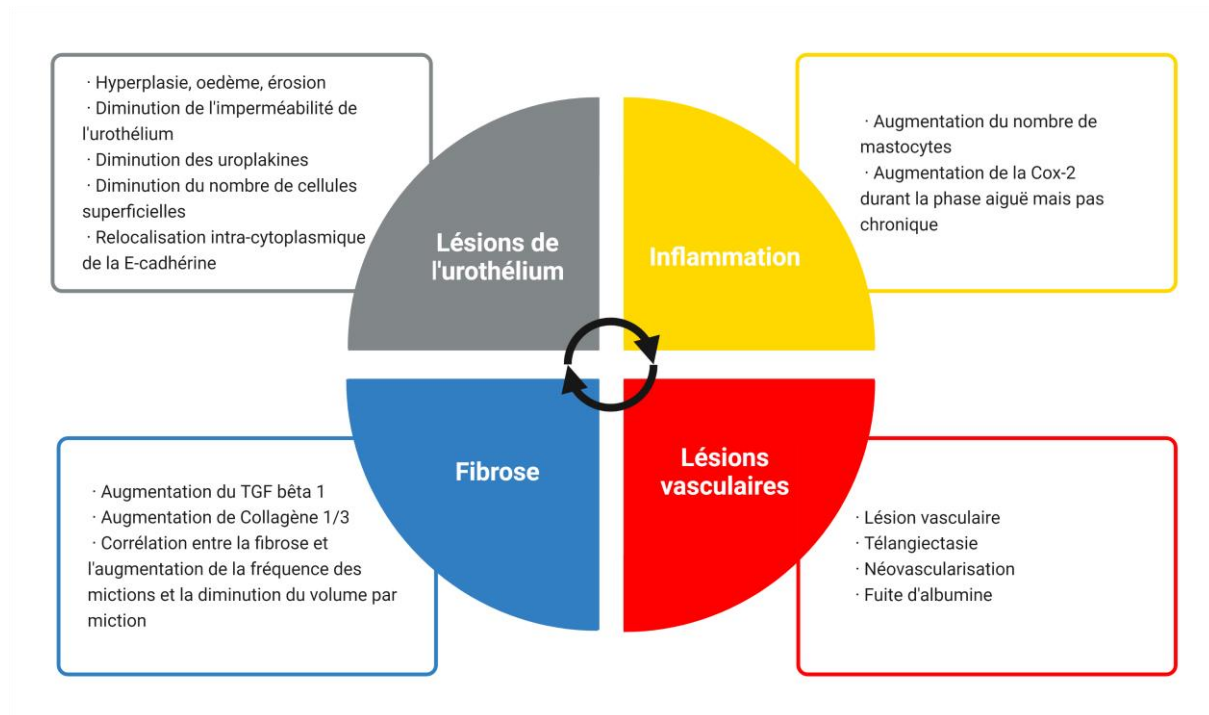 · Hyperplasie, oedème, érosion
· Diminution de l'imperméabilité de
l'urothélium
· Diminution des uroplakines
· Diminution du nombre de cellules
superficielles
· Relocalisation intra-cytoplasmique
de la E-cadhérine
Lésions de
l'urothélium
Inflammation
· Augmentation du nombre de
mastocytes
· Augmentation de la Cox-2
durant la phase aiguë mais pas
chronique
· Augmentation du TGF bêta 1
· Augmentation de Collagène 1/3
· Corrélation entre la fibrose et
l'augmentation de la fréquence des
mictions et la diminution du volume par
miction
Fibrose
Lésions
vasculaires
· Lésion vasculaire
· Télangiectasie
· Néovascularisation
· Fuite d'albumine